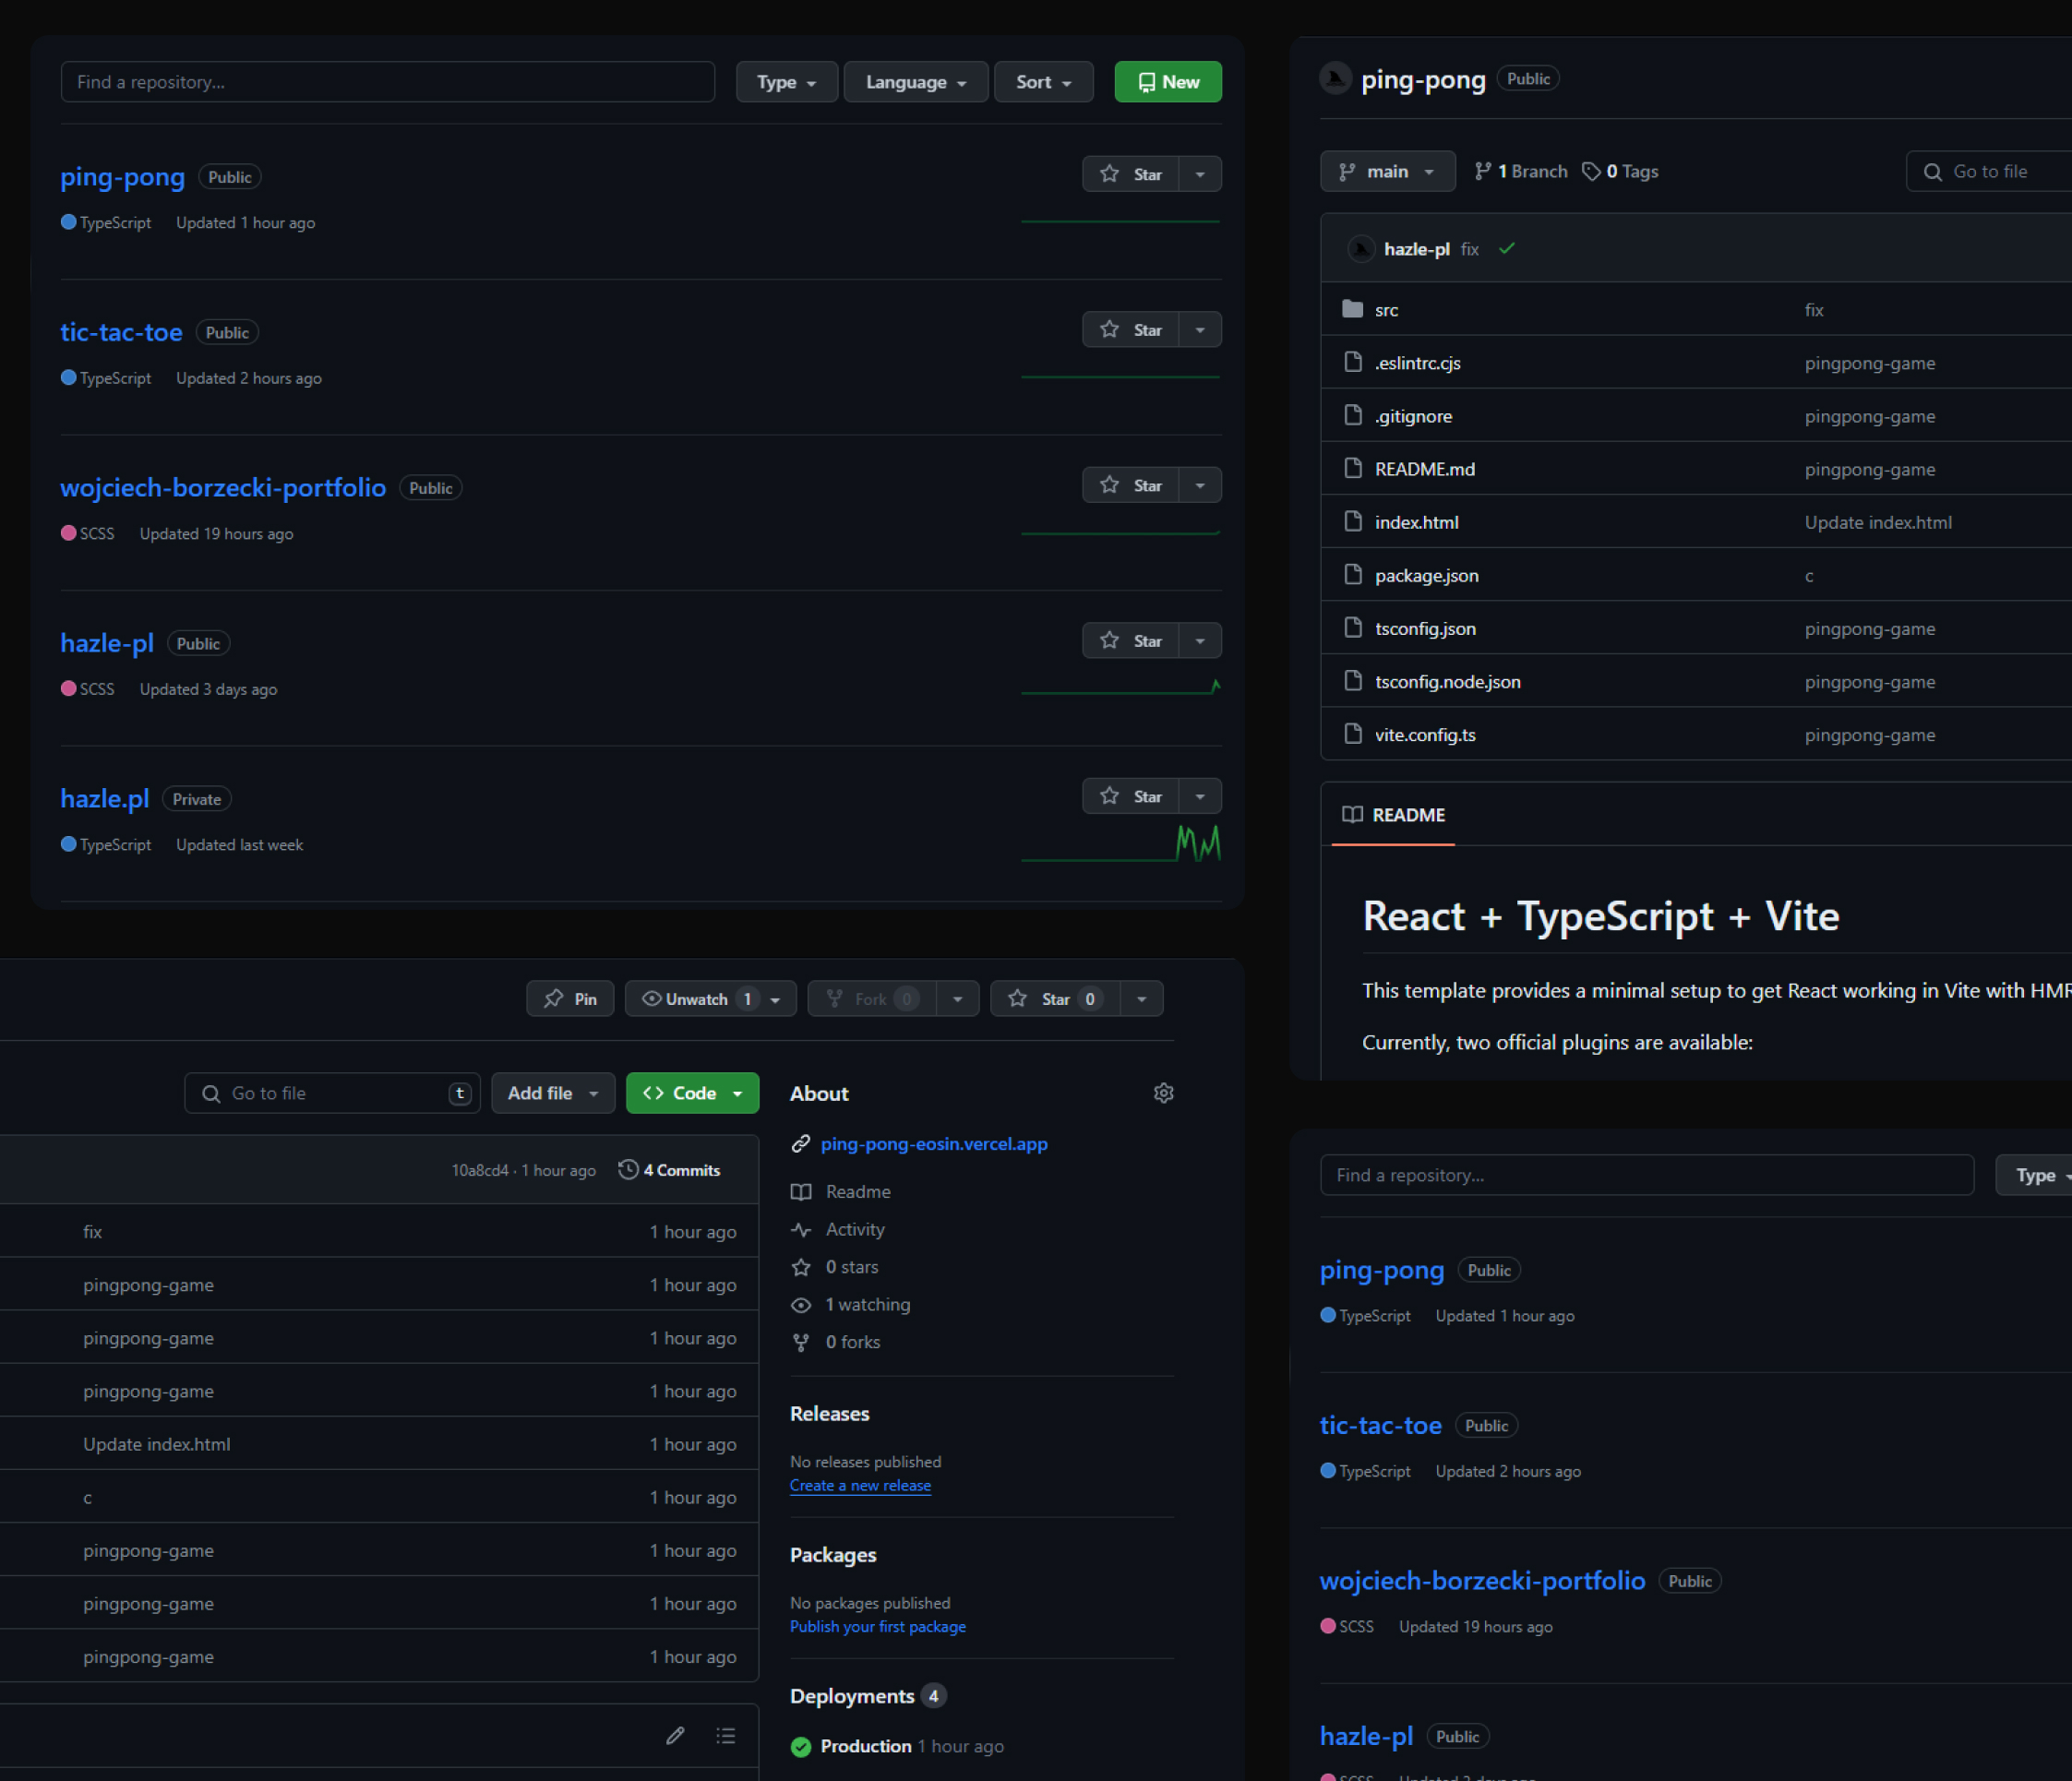 Find a repository...
Type
Language
Sort
New
ping-pong Public
Star
TypeScript Updated 1 hour ago
tic-tac-toe Public
Star
TypeScript Updated 2 hours ago
wojciech-borzecki-portfolio Public
Star
SCSS Updated 19 hours ago
hazle-pl Public
Star
SCSS Updated 3 days ago
hazle.pl Private
Star
TypeScript Updated last week
ping-pong Public
main 1 Branch 0 Tags
Go to file
hazle-pl fix
src fix
.eslintrc.cjs pingpong-game
.gitignore pingpong-game
README.md pingpong-game
index.html Update index.html
package.json c
tsconfig.json pingpong-game
tsconfig.node.json pingpong-game
vite.config.ts pingpong-game
README
React + TypeScript + Vite
This template provides a minimal setup to get React working in Vite with HMR
Currently, two official plugins are available:
Pin Unwatch 1 Fork 0 Star 0
Go to file t Add file Code
10a8cd4 · 1 hour ago 4 Commits
fix 1 hour ago
pingpong-game 1 hour ago
pingpong-game 1 hour ago
pingpong-game 1 hour ago
Update index.html 1 hour ago
c 1 hour ago
pingpong-game 1 hour ago
pingpong-game 1 hour ago
pingpong-game 1 hour ago
About
ping-pong-eosin.vercel.app
Readme
Activity
0 stars
1 watching
0 forks
Releases
No releases published
Create a new release
Packages
No packages published
Publish your first package
Deployments 4
Production 1 hour ago
Find a repository...
Type
ping-pong Public
TypeScript Updated 1 hour ago
tic-tac-toe Public
TypeScript Updated 2 hours ago
wojciech-borzecki-portfolio Public
SCSS Updated 19 hours ago
hazle-pl Public